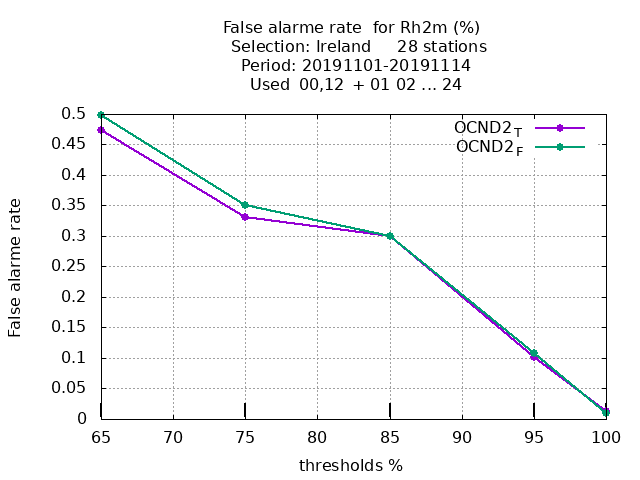 False alarme rate  for Rh2m (%)
Selection: Ireland     28 stations
Period: 20191101-20191114
Used  00,12  + 01 02 ... 24
OCND2T
OCND2F
0.5
0.45
0.4
0.35
0.3
0.25
0.2
0.15
0.1
0.05
0
False alarme rate
65 70 75 80 85 90 95 100
thresholds %